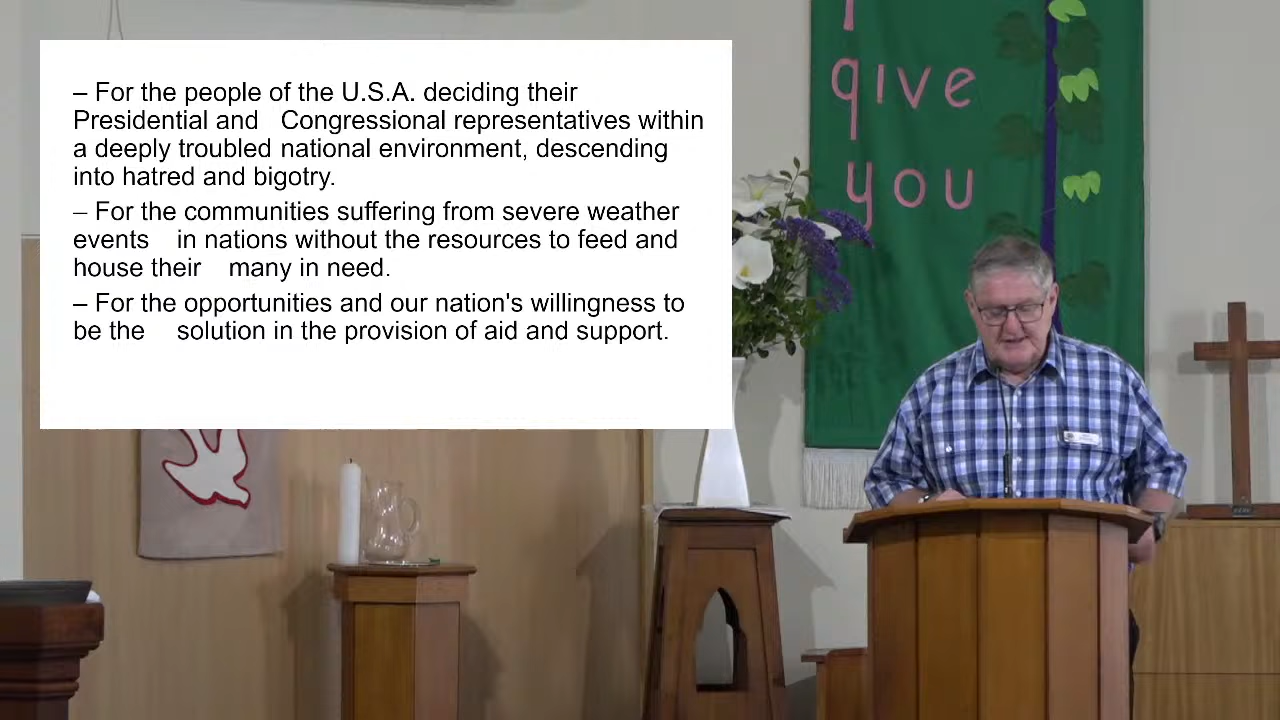 – For the people of the U.S.A. deciding their
Presidential and Congressional representatives within
a deeply troubled national environment, descending
into hatred and bigotry.
– For the communities suffering from severe weather
events in nations without the resources to feed and
house their many in need.
– For the opportunities and our nation's willingness to
be the solution in the provision of aid and support.
I
give
you